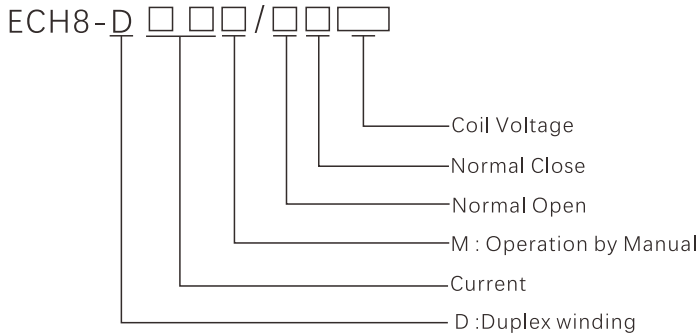 ECH8-D □ □ □ / □ □ □
Coil Voltage
Normal Close
Normal Open
M : Operation by Manual
Current
D :Duplex winding